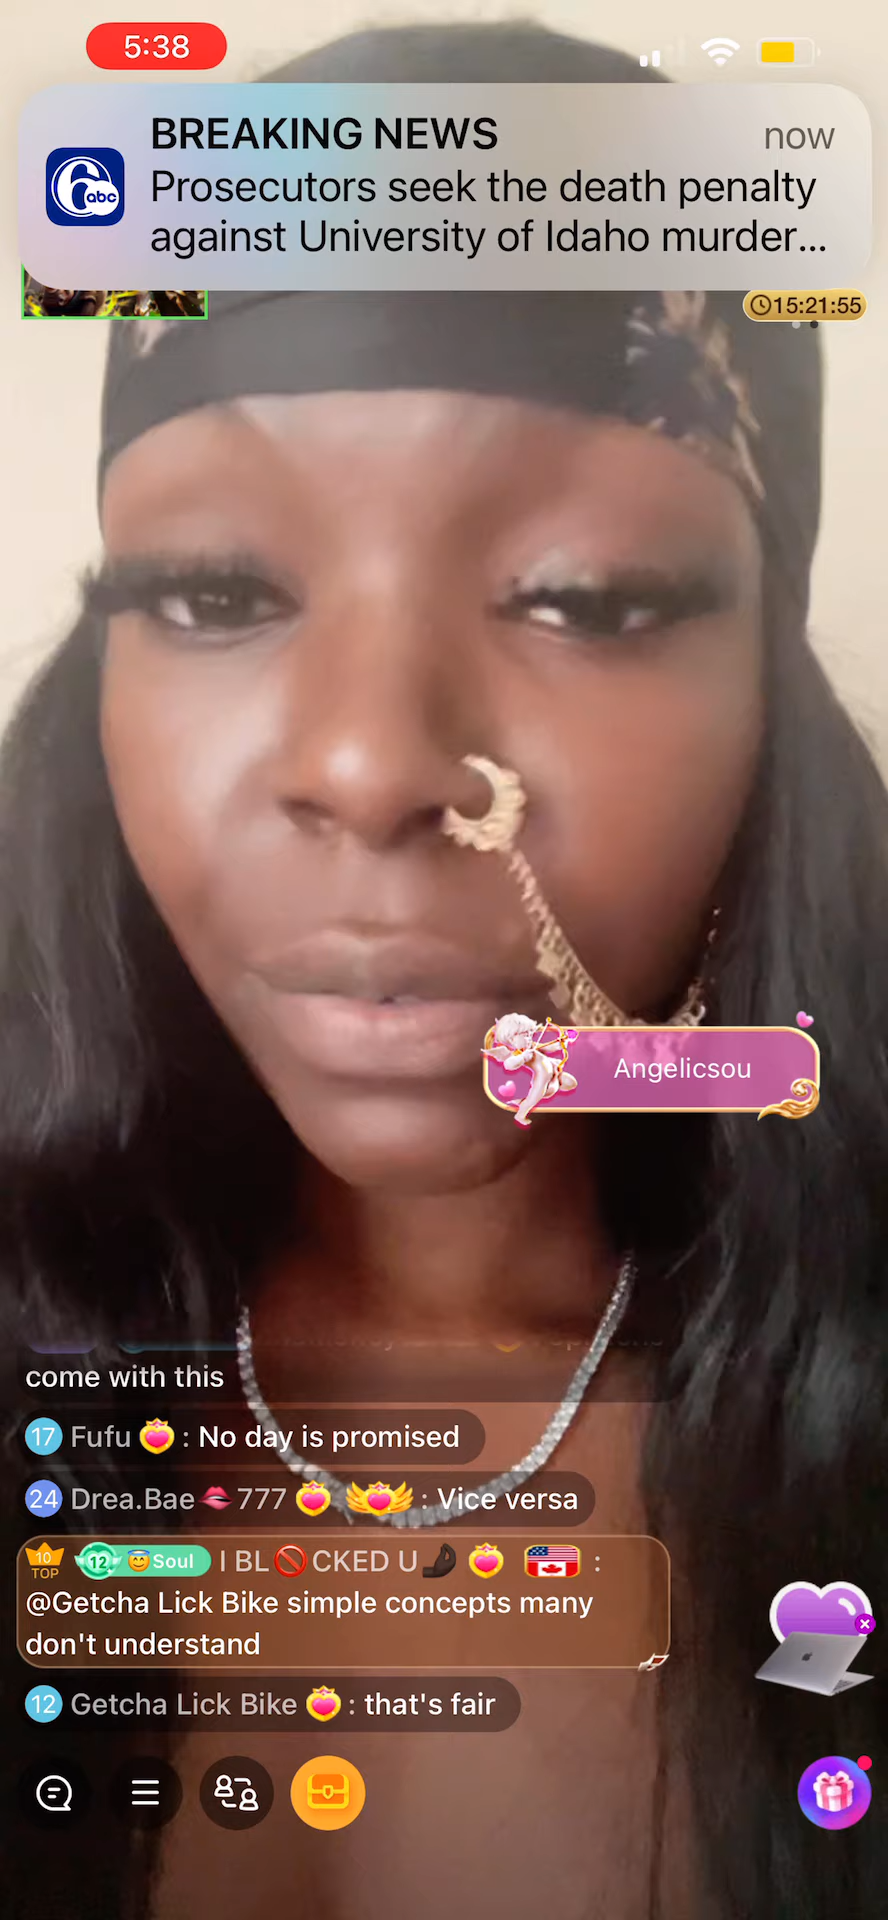 5:38
BREAKING NEWS now
6abc
Prosecutors seek the death penalty
against University of Idaho murder...
15:21:55
Angelicsou
come with this
17 Fufu : No day is promised
24 Drea.Bae 777 : Vice versa
10 TOP 12 Soul I BL🚫CKED U :
@Getcha Lick Bike simple concepts many
don't understand
12 Getcha Lick Bike : that's fair